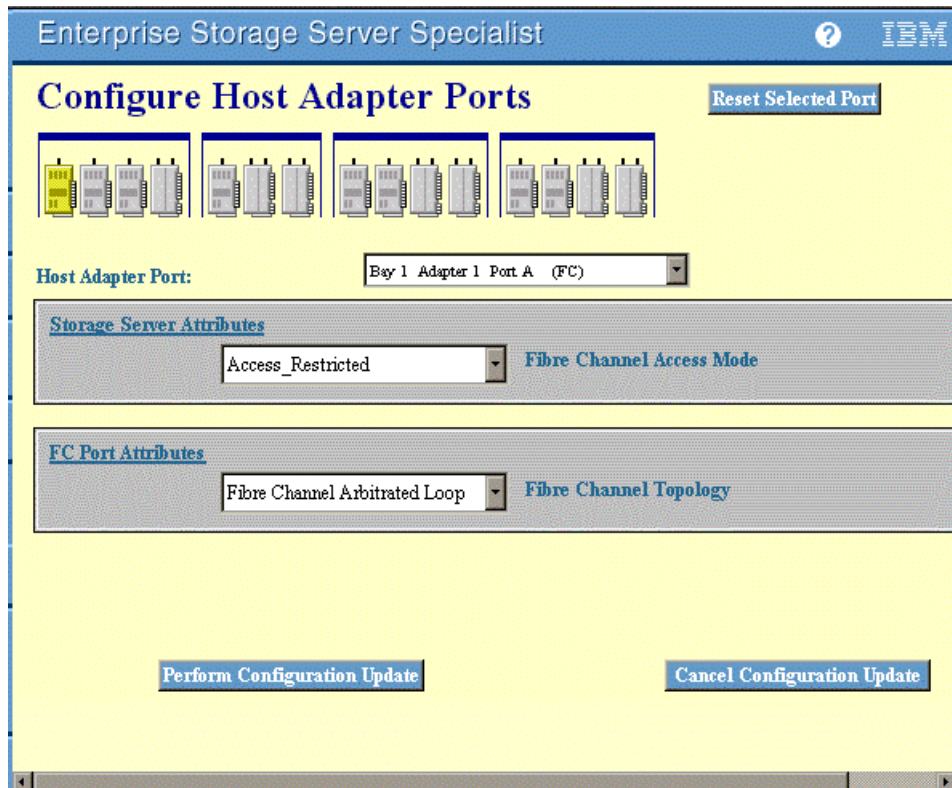 Enterprise Storage Server Specialist ? IBM
Configure Host Adapter Ports
Reset Selected Port
Host Adapter Port: Bay 1 Adapter 1 Port A (FC)
Storage Server Attributes
Access_Restricted Fibre Channel Access Mode
FC Port Attributes
Fibre Channel Arbitrated Loop Fibre Channel Topology
Perform Configuration Update Cancel Configuration Update